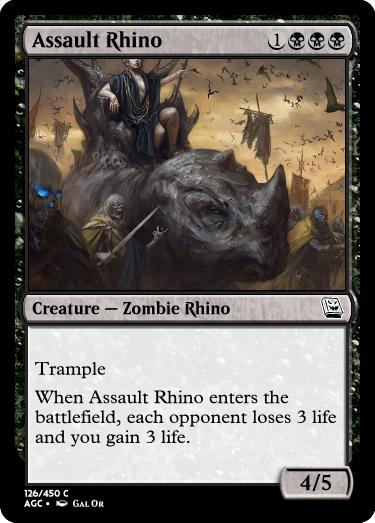 Assault Rhino 1
Creature — Zombie Rhino
Trample
When Assault Rhino enters the
battlefield, each opponent loses 3 life
and you gain 3 life.
4/5
126/450 C
AGC • Gal Or